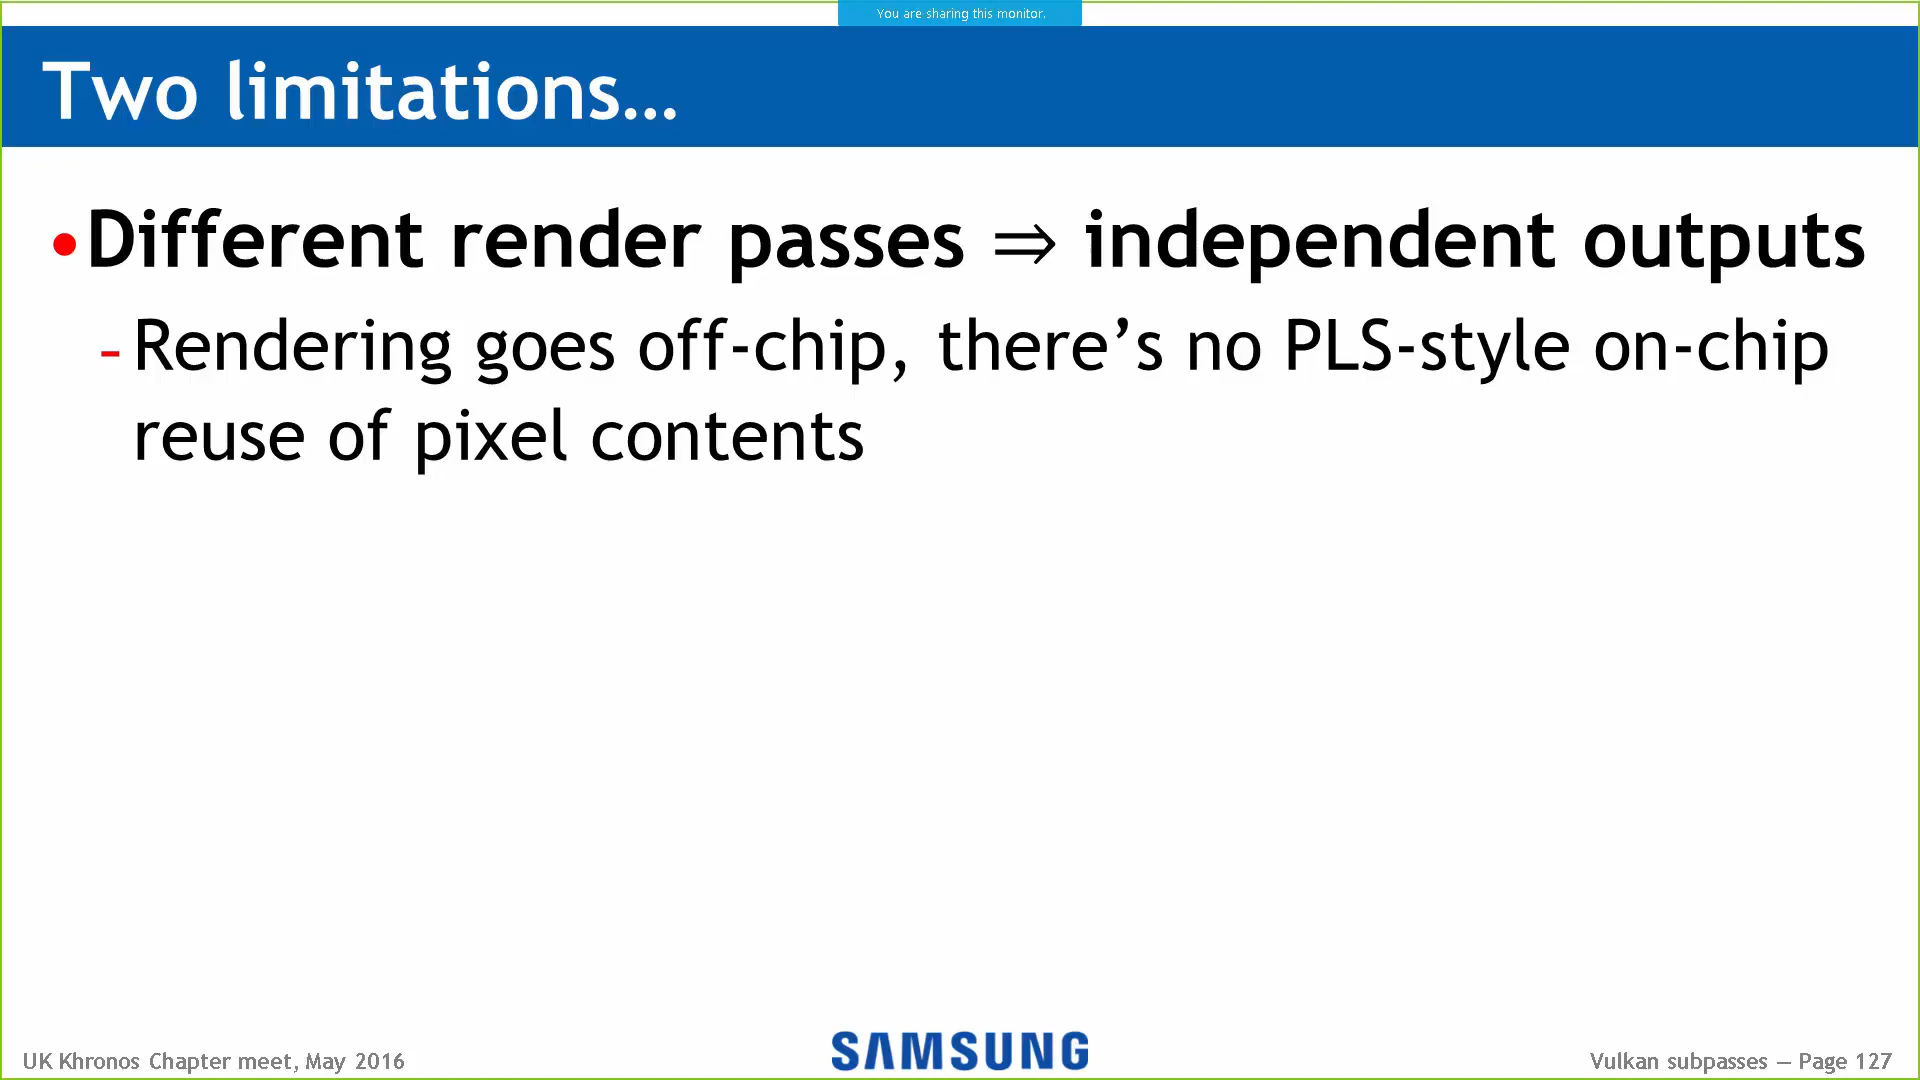 You are sharing this monitor.
Two limitations…
•Different render passes ⇒ independent outputs
-Rendering goes off-chip, there’s no PLS-style on-chip
reuse of pixel contents
UK Khronos Chapter meet, May 2016
SAMSUNG
Vulkan subpasses — Page 127